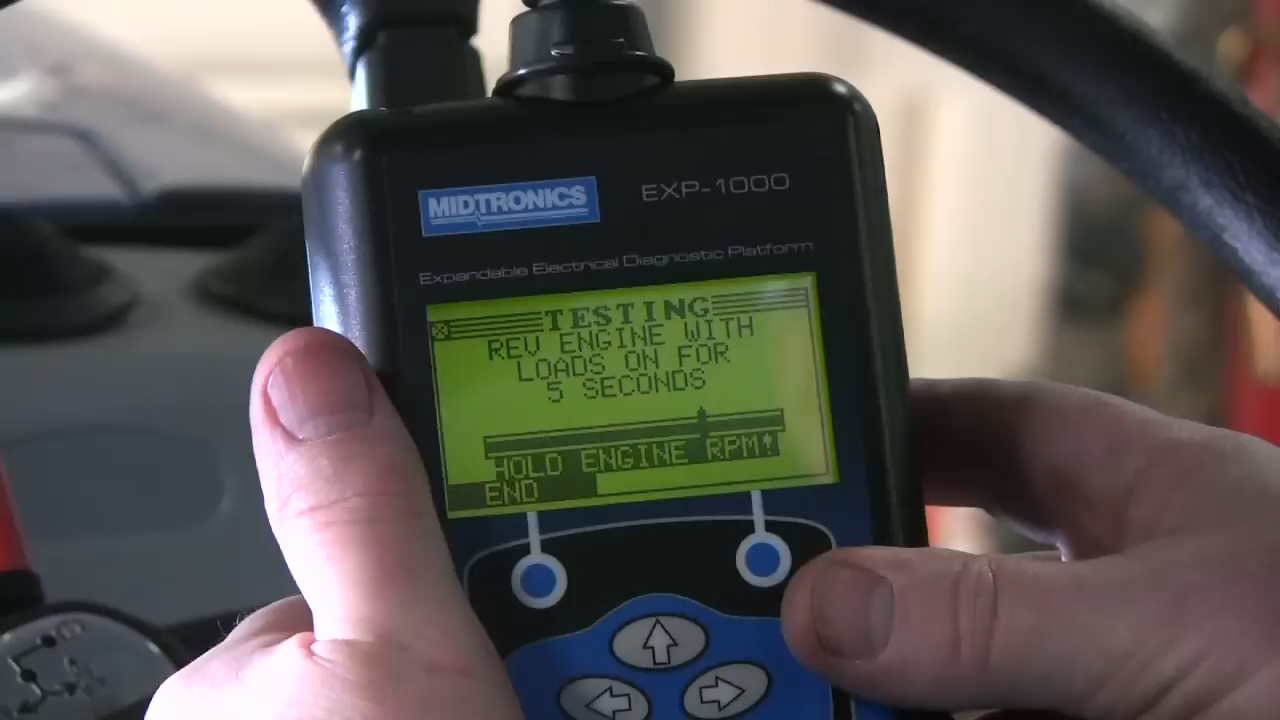 MIDTRONICS
EXP-1000
Expandable Electrical Diagnostic Platform
TESTING
REV ENGINE WITH
LOADS ON FOR
5 SECONDS
HOLD ENGINE RPM!
END